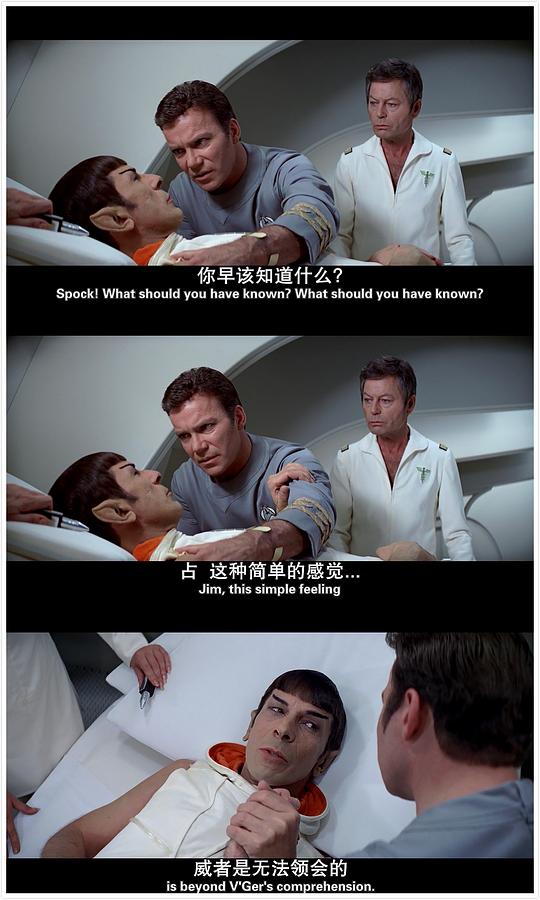 你早该知道什么?
Spock! What should you have known? What should you have known?
占 这种简单的感觉...
Jim, this simple feeling
威者是无法领会的
is beyond V'Ger's comprehension.